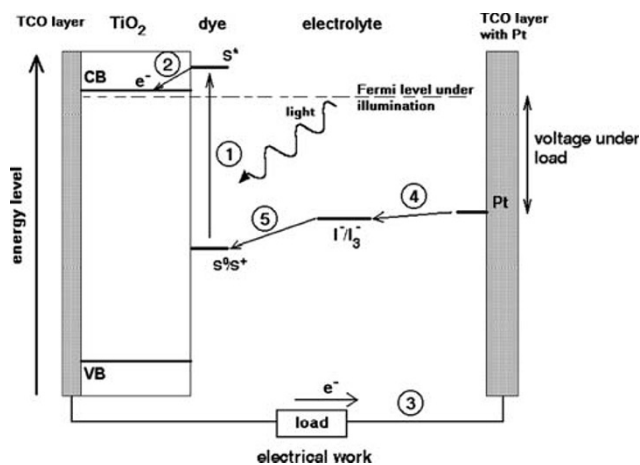 TCO layer
TiO₂
dye
electrolyte
TCO layer
with Pt
S*
2
CB
e⁻
Fermi level under
illumination
light
1
voltage under
load
energy level
4
Pt
5
I⁻/I₃⁻
S⁰/S⁺
VB
e⁻
3
load
electrical work